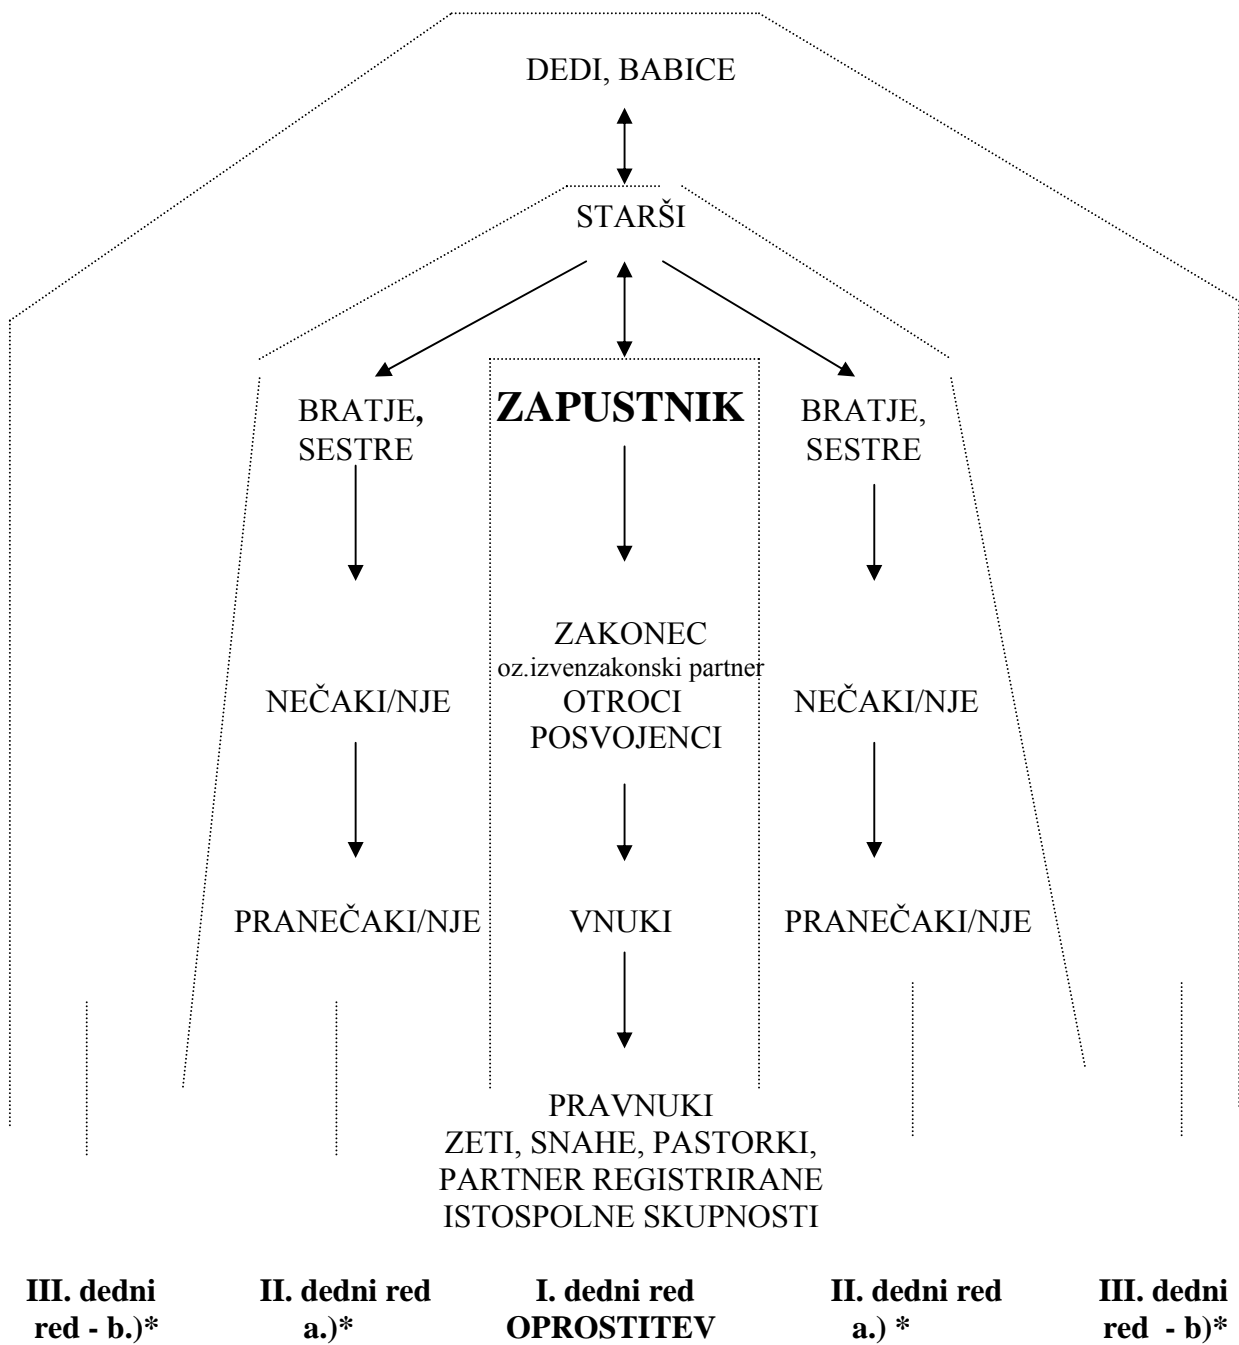 DEDI, BABICE
STARŠI
BRATJE,
SESTRE
ZAPUSTNIK
BRATJE,
SESTRE
ZAKONEC
oz.izvenzakonski partner
OTROCI
POSVOJENCI
NEČAKI/NJE
NEČAKI/NJE
PRANEČAKI/NJE
VNUKI
PRANEČAKI/NJE
PRAVNUKI
ZETI, SNAHE, PASTORKI,
PARTNER REGISTRIRANE
ISTOSPOLNE SKUPNOSTI
III. dedni
red - b.)*
II. dedni red
a.)*
I. dedni red
OPROSTITEV
II. dedni red
a.) *
III. dedni
red - b)*